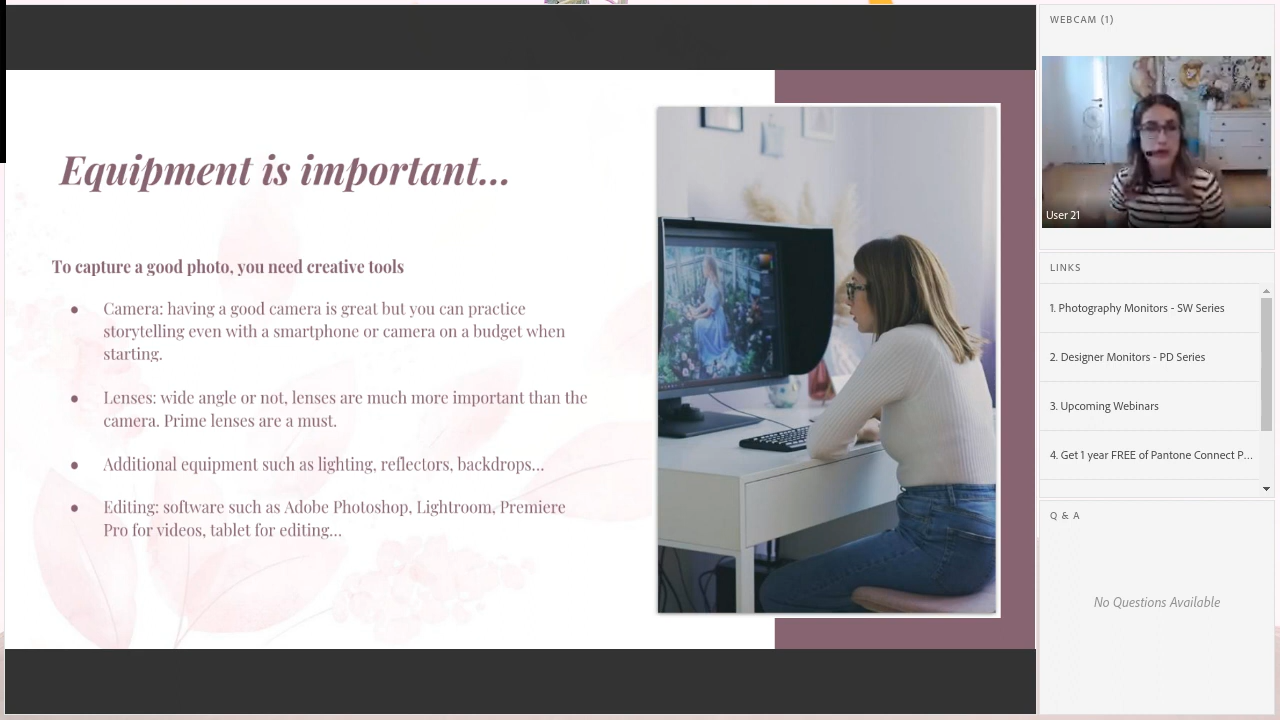 Equipment is important...
To capture a good photo, you need creative tools
● Camera: having a good camera is great but you can practice
storytelling even with a smartphone or camera on a budget when
starting.
● Lenses: wide angle or not, lenses are much more important than the
camera. Prime lenses are a must.
● Additional equipment such as lighting, reflectors, backdrops...
● Editing: software such as Adobe Photoshop, Lightroom, Premiere
Pro for videos, tablet for editing...
WEBCAM (1)
User 21
LINKS
1. Photography Monitors - SW Series
2. Designer Monitors - PD Series
3. Upcoming Webinars
4. Get 1 year FREE of Pantone Connect P...
Q & A
No Questions Available